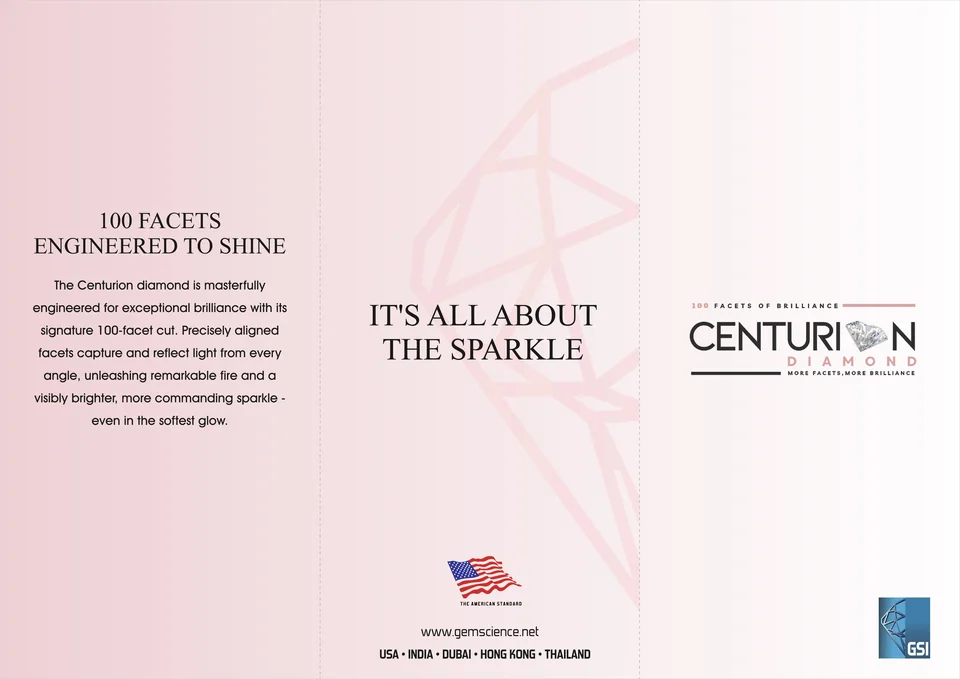 100 FACETS
ENGINEERED TO SHINE
The Centurion diamond is masterfully
engineered for exceptional brilliance with its
signature 100-facet cut. Precisely aligned
facets capture and reflect light from every
angle, unleashing remarkable fire and a
visibly brighter, more commanding sparkle -
even in the softest glow.
IT'S ALL ABOUT
THE SPARKLE
THE AMERICAN STANDARD
www.gemscience.net
USA • INDIA • DUBAI • HONG KONG • THAILAND
100 FACETS OF BRILLIANCE
CENTURI N
DIAMOND
MORE FACETS,MORE BRILLIANCE
GSI